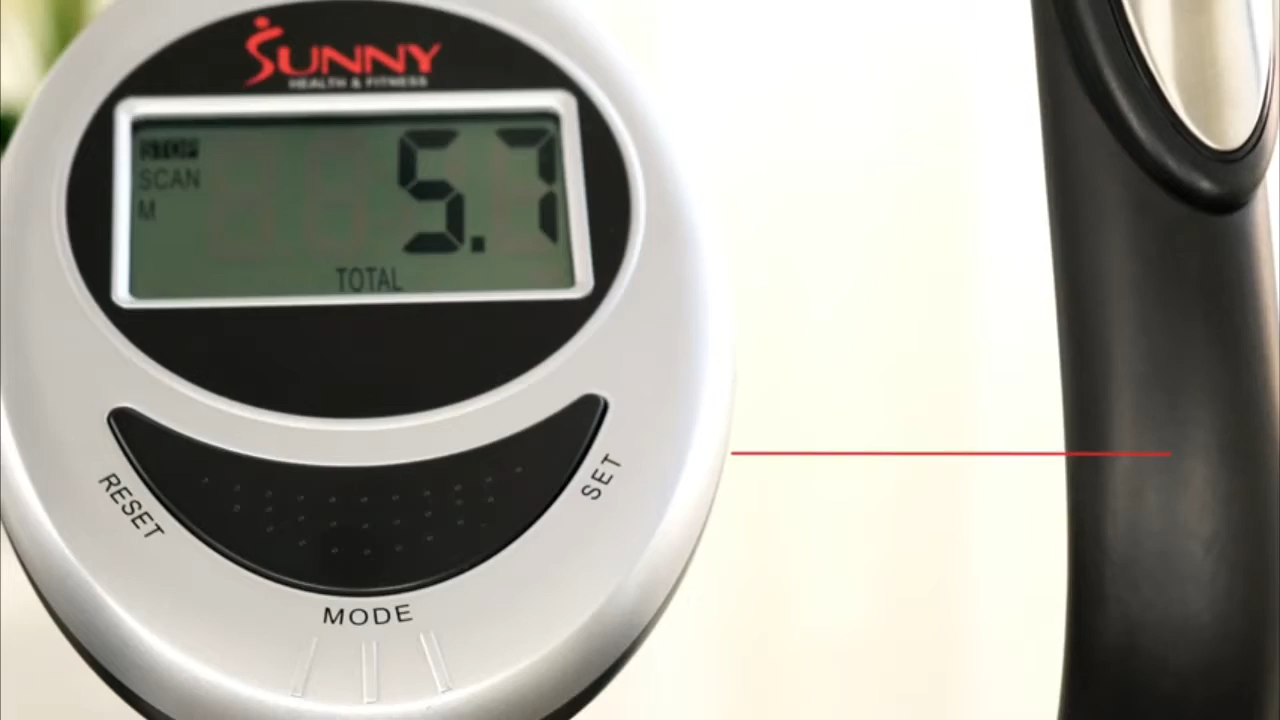 SUNNY
HEALTH & FITNESS
STOP
5.7
SCAN
M
TOTAL
RESET
SET
MODE